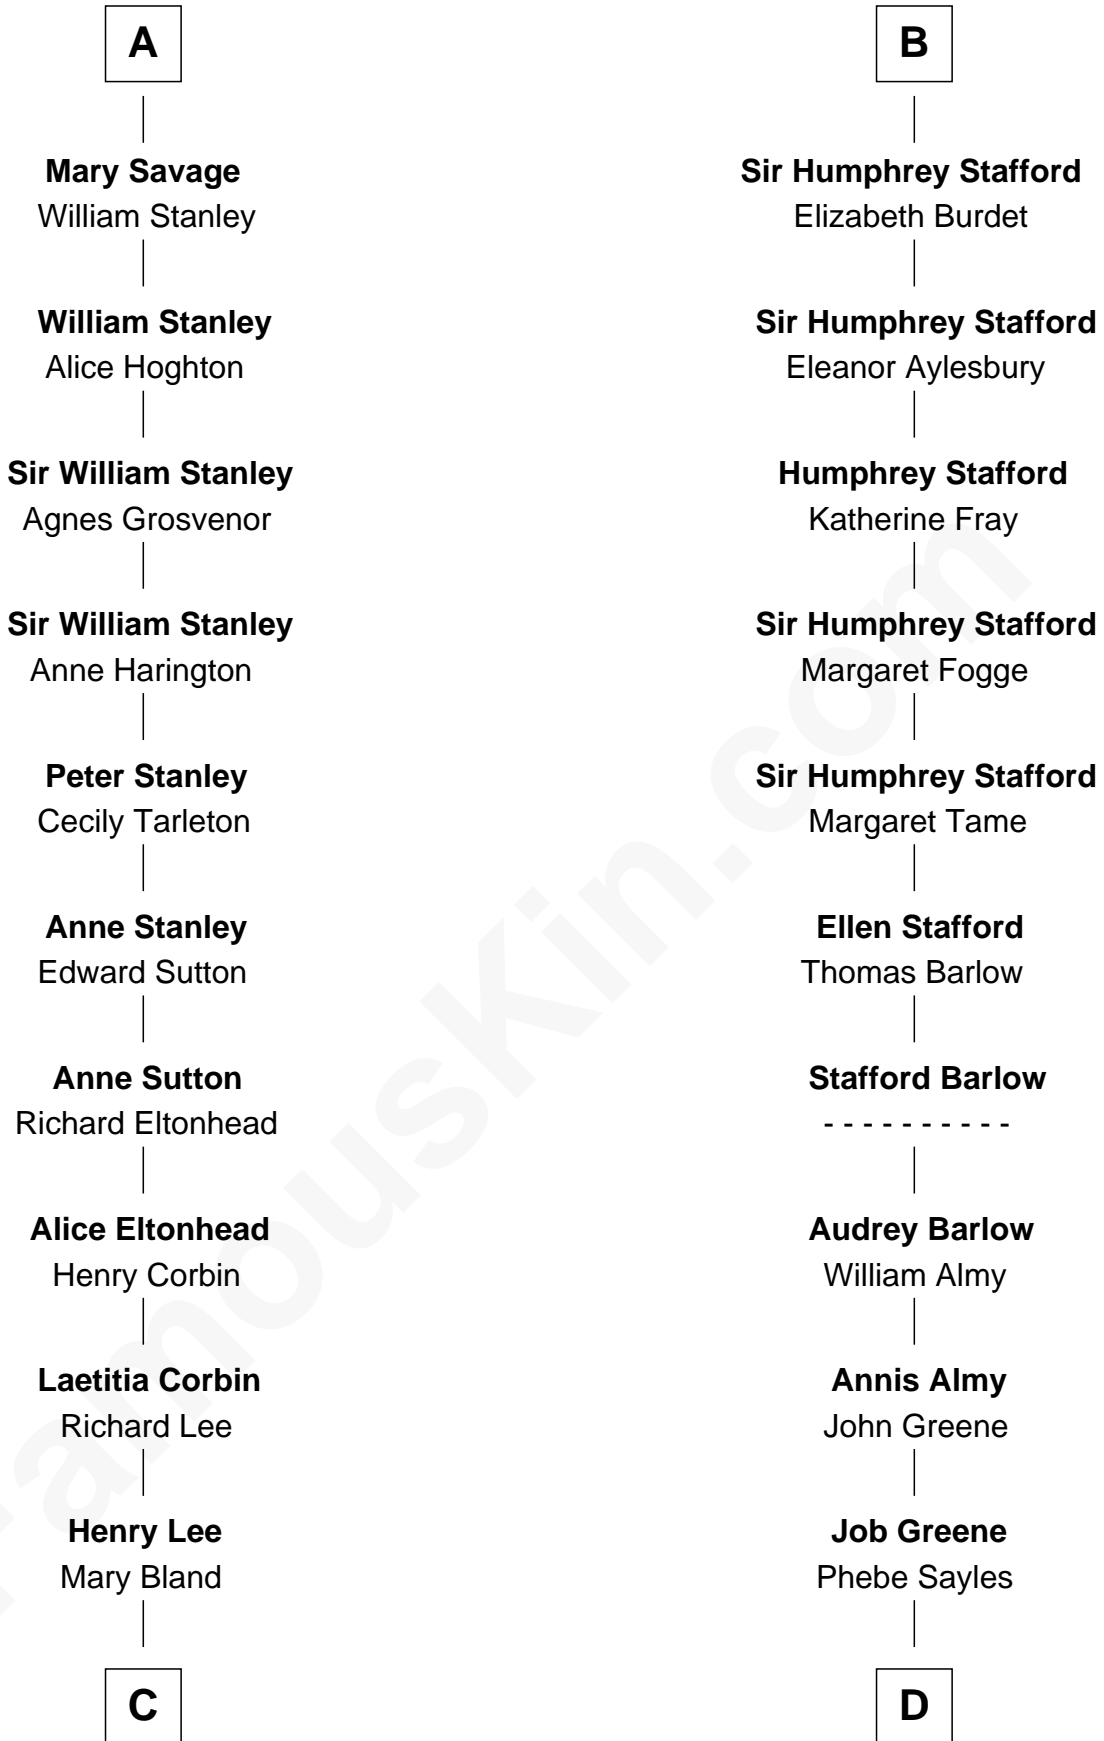 A
Mary Savage
William Stanley
William Stanley
Alice Hoghton
Sir William Stanley
Agnes Grosvenor
Sir William Stanley
Anne Harington
Peter Stanley
Cecily Tarleton
Anne Stanley
Edward Sutton
Anne Sutton
Richard Eltonhead
Alice Eltonhead
Henry Corbin
Laetitia Corbin
Richard Lee
Henry Lee
Mary Bland
C
B
Sir Humphrey Stafford
Elizabeth Burdet
Sir Humphrey Stafford
Eleanor Aylesbury
Humphrey Stafford
Katherine Fray
Sir Humphrey Stafford
Margaret Fogge
Sir Humphrey Stafford
Margaret Tame
Ellen Stafford
Thomas Barlow
Stafford Barlow
- - - - - - - - - -
Audrey Barlow
William Almy
Annis Almy
John Greene
Job Greene
Phebe Sayles
D
FamousKin.com